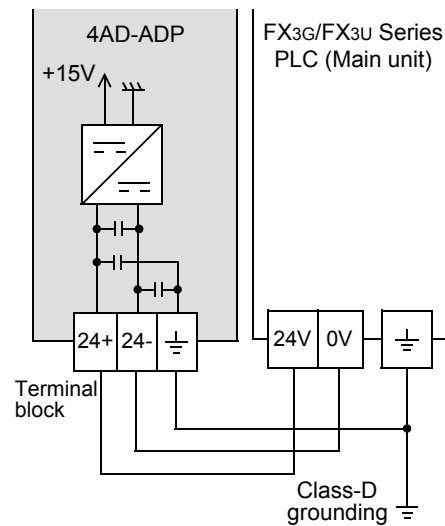 4AD-ADP
FX3G/FX3U Series
PLC (Main unit)
+15V
24+ 24-
24V 0V
Terminal
block
Class-D
grounding